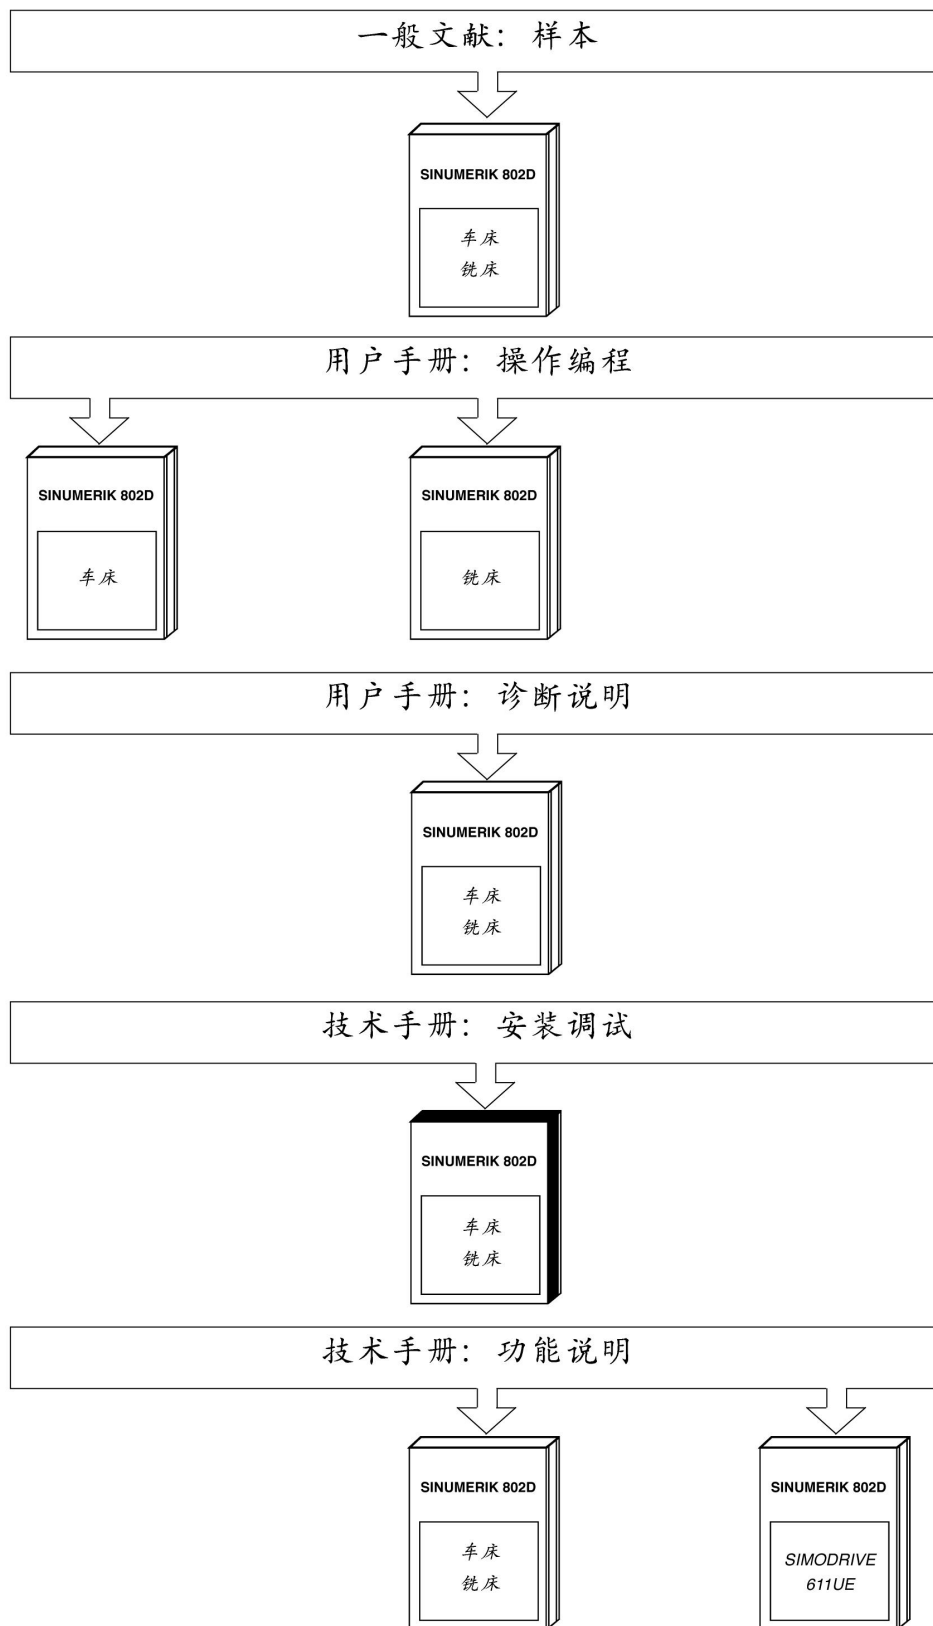 一般文献：样本
SINUMERIK 802D
车床
铣床
用户手册：操作编程
SINUMERIK 802D
车床
SINUMERIK 802D
铣床
用户手册：诊断说明
SINUMERIK 802D
车床
铣床
技术手册：安装调试
SINUMERIK 802D
车床
铣床
技术手册：功能说明
SINUMERIK 802D
车床
铣床
SINUMERIK 802D
SIMODRIVE
611UE